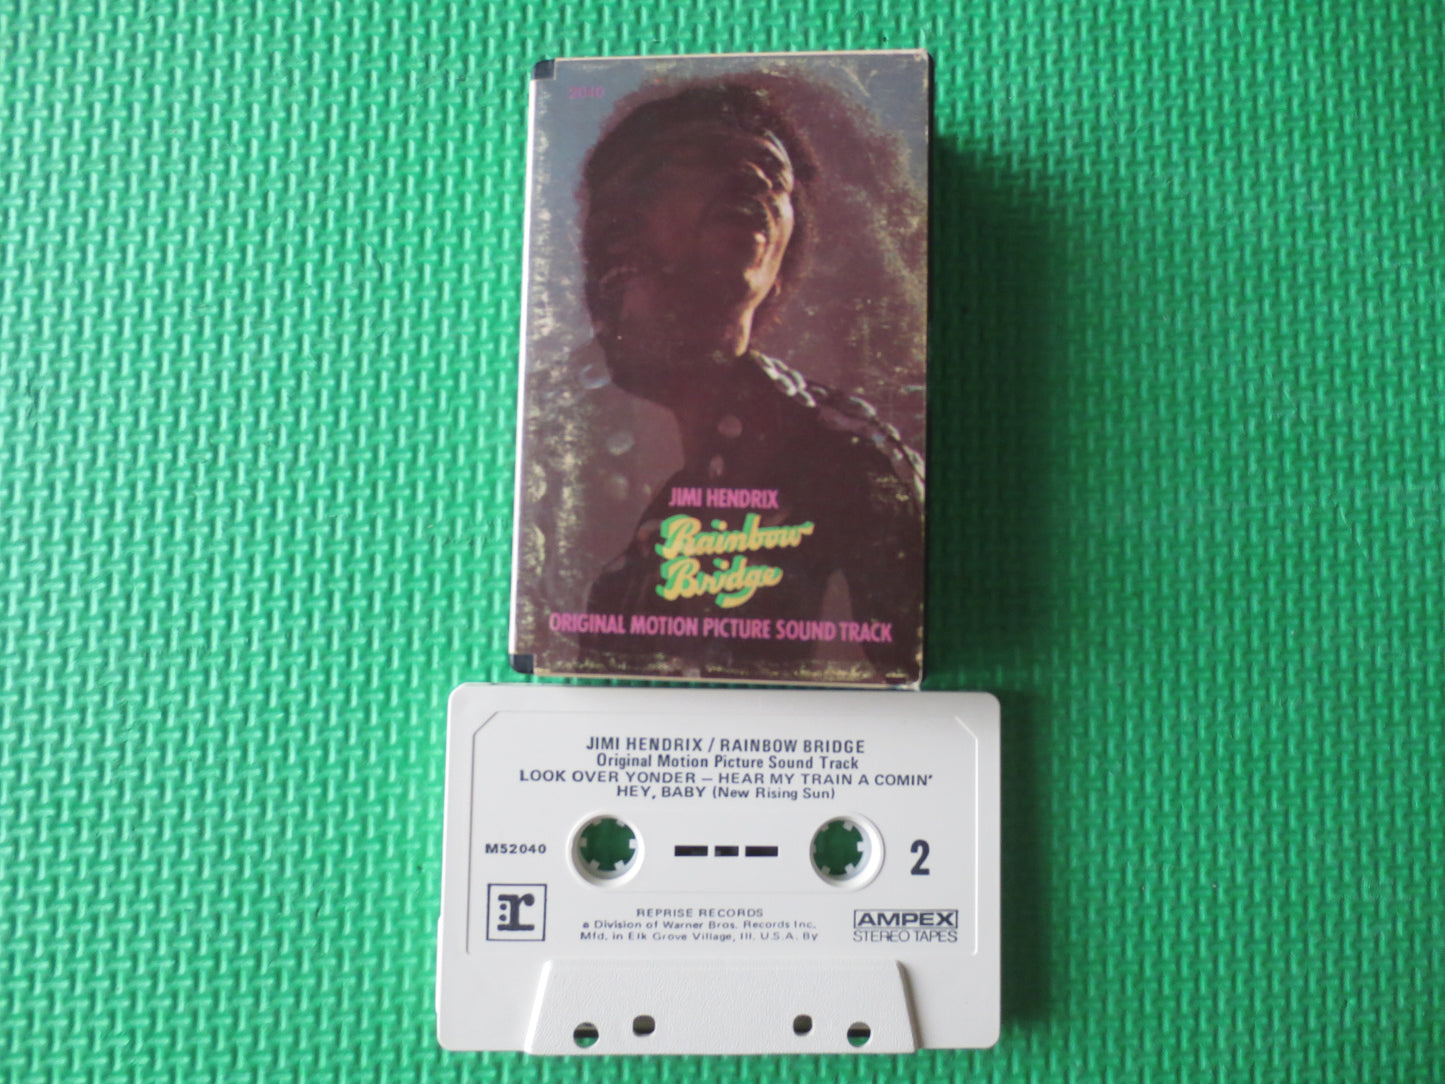 2040
JIMI HENDRIX
Rainbow
Bridge
ORIGINAL MOTION PICTURE SOUND TRACK
JIMI HENDRIX / RAINBOW BRIDGE
Original Motion Picture Sound Track
LOOK OVER YONDER – HEAR MY TRAIN A COMIN'
HEY, BABY (New Rising Sun)
M52040
2
r
REPRISE RECORDS
a Division of Warner Bros. Records Inc.
Mfd. in Elk Grove Village, Ill. U.S.A. By
AMPEX
STEREO TAPES